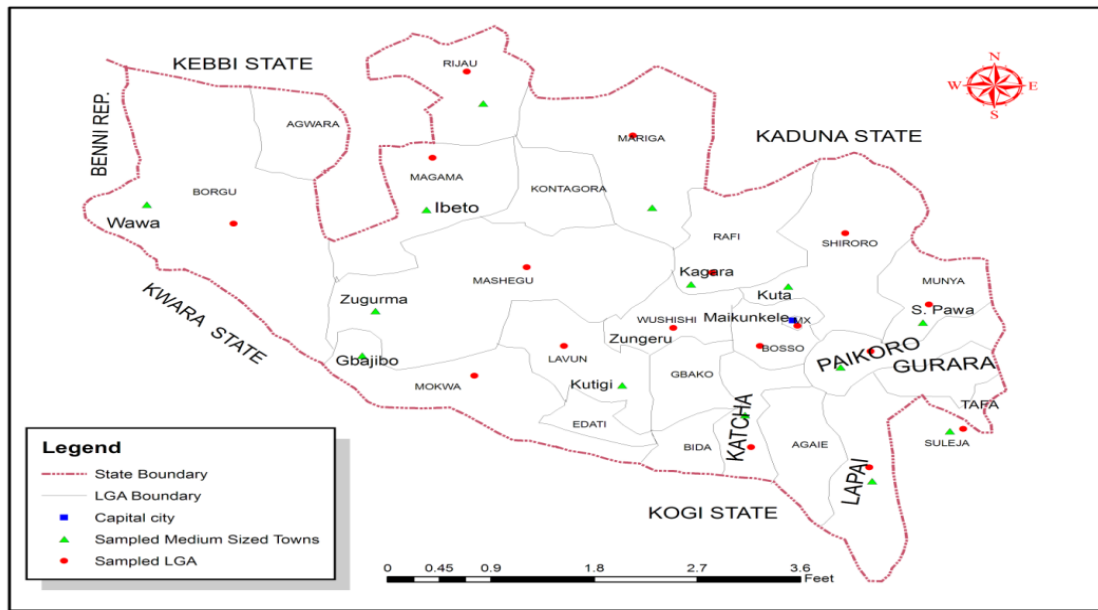 RIJAU
N
KEBBI STATE
W
E
S
BENNI REP.
AGWARA
MARIGA
KADUNA STATE
MAGAMA
KONTAGORA
BORGU
Ibeto
Wawa
RAFI
SHIRORO
MASHEGU
Kagara
MUNYA
Kuta
Zugurma
KWARA STATE
WUSHISHI
Maikunkele
MX
S. Pawa
Zungeru
BOSSO
LAVUN
PAIKORO
Gbajibo
GURARA
GBAKO
MOKWA
Kutigi
TAFA
KATCHA
EDATI
BIDA
AGAIE
SULEJA
LAPAI
KOGI STATE
Legend
State Boundary
LGA Boundary
Capital city
Sampled Medium Sized Towns
Sampled LGA
0 0.45 0.9 1.8 2.7 3.6
Feet